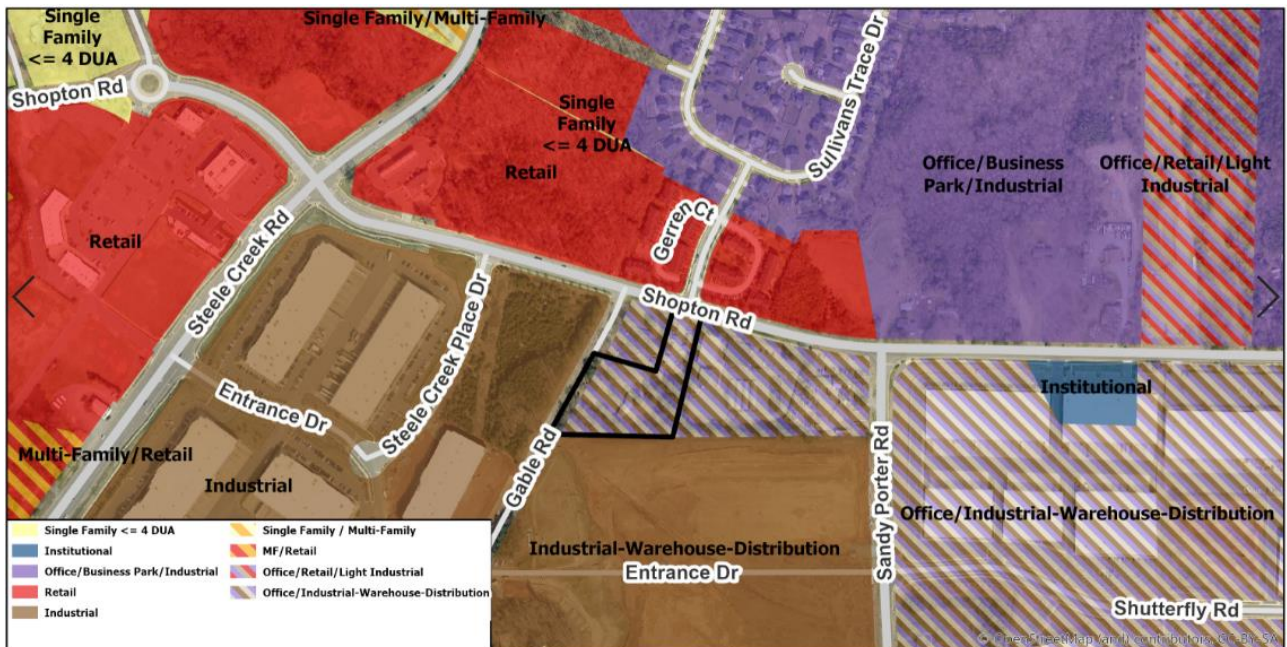 Single
Family
<= 4 DUA
Single Family/Multi-Family
Shopton Rd
Single
Family
<= 4 DUA
Retail
Sullivans Trace Dr
Office/Business
Park/Industrial
Office/Retail/Light
Industrial
Gerren Ct
Retail
Steele Creek Rd
Shopton Rd
Steele Creek Place Dr
Entrance Dr
Institutional
Multi-Family/Retail
Industrial
Gable Rd
Sandy Porter Rd
Office/Industrial-Warehouse-Distribution
Industrial-Warehouse-Distribution
Entrance Dr
Shutterfly Rd
Single Family <= 4 DUA
Institutional
Office/Business Park/Industrial
Retail
Industrial
Single Family / Multi-Family
MF/Retail
Office/Retail/Light Industrial
Office/Industrial-Warehouse-Distribution
© OpenStreetMap (and) contributors, CC-BY-SA